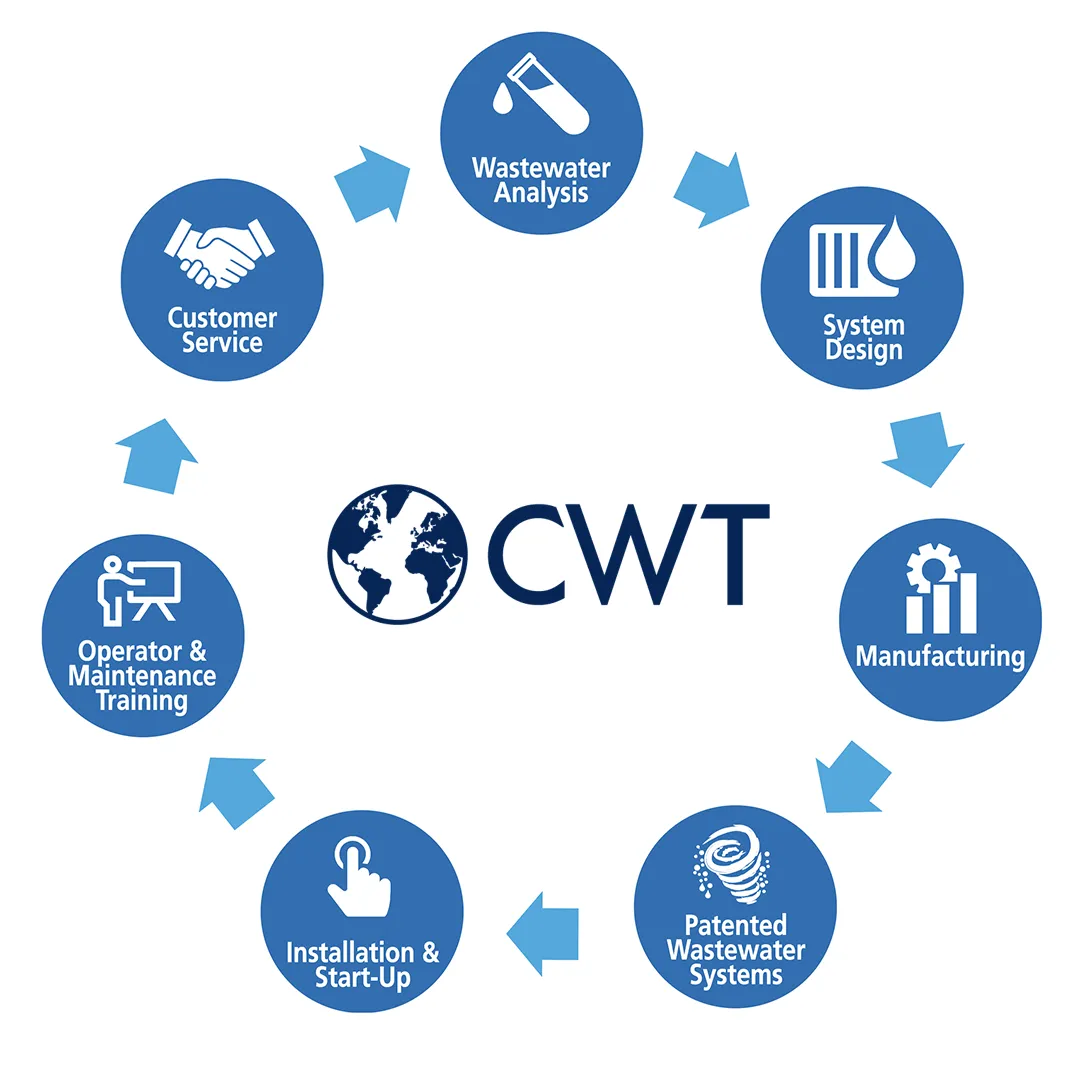 Wastewater
Analysis
System
Design
Manufacturing
Patented
Wastewater
Systems
Installation &
Start-Up
Operator &
Maintenance
Training
Customer
Service
CWT